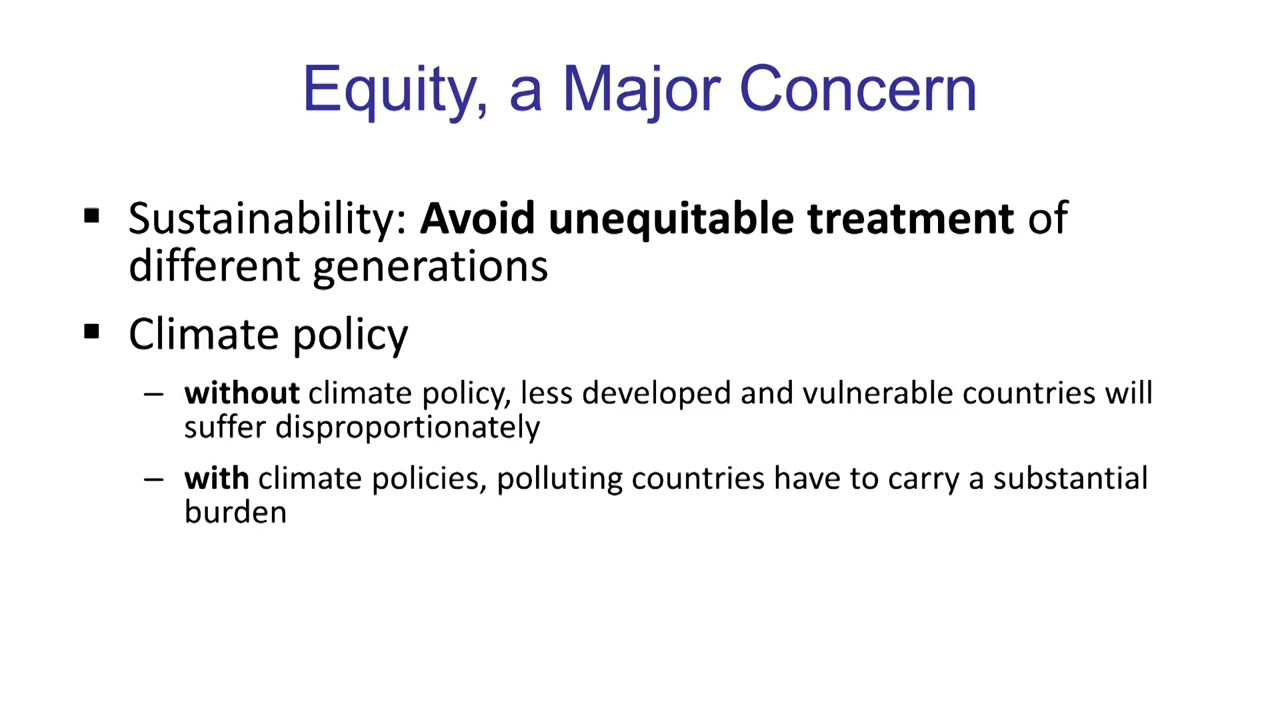 Equity, a Major Concern
▪ Sustainability: Avoid unequitable treatment of
different generations
▪ Climate policy
– without climate policy, less developed and vulnerable countries will
suffer disproportionately
– with climate policies, polluting countries have to carry a substantial
burden